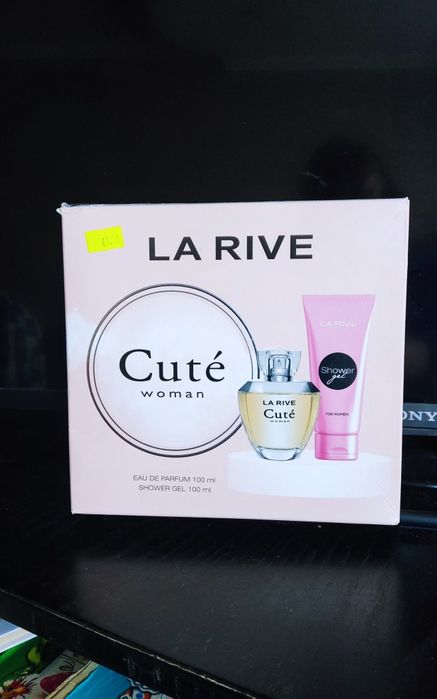 LA RIVE
Cuté
woman
LA RIVE
Cuté
woman
LA RIVE
Shower
gel
FOR WOMEN
EAU DE PARFUM 100 ml
SHOWER GEL 100 ml